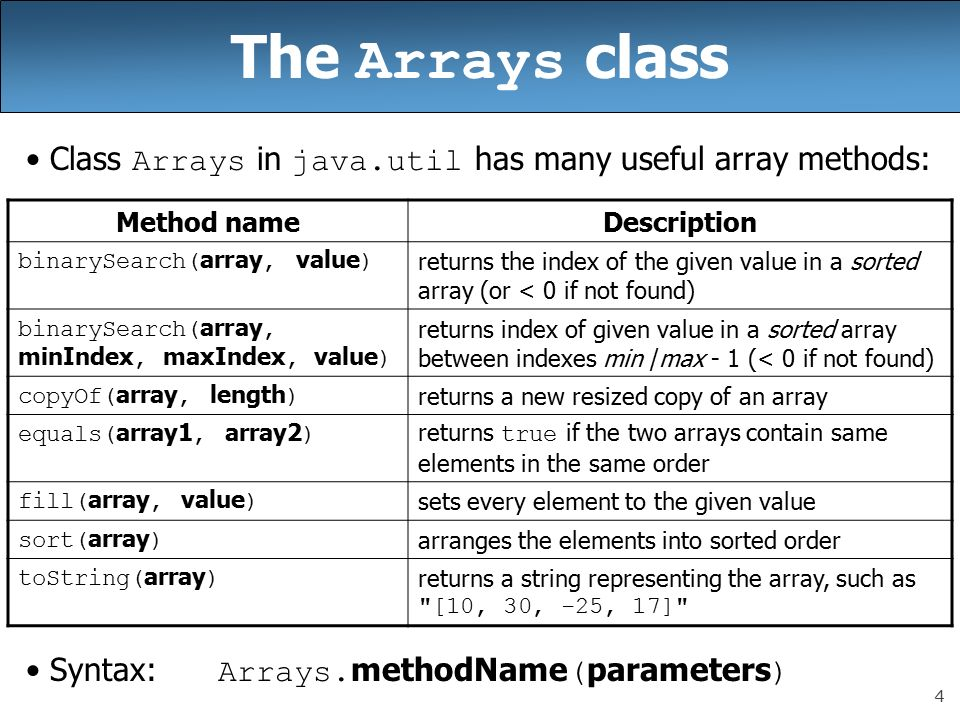 The Arrays class
• Class Arrays in java.util has many useful array methods:
Method name
Description
binarySearch(array, value)
returns the index of the given value in a sorted
array (or < 0 if not found)
binarySearch(array,
minIndex, maxIndex, value)
returns index of given value in a sorted array
between indexes min /max - 1 (< 0 if not found)
copyOf(array, length)
returns a new resized copy of an array
equals(array1, array2)
returns true if the two arrays contain same
elements in the same order
fill(array, value)
sets every element to the given value
sort(array)
arranges the elements into sorted order
toString(array)
returns a string representing the array, such as
"[10, 30, -25, 17]"
• Syntax: Arrays.methodName(parameters)
4